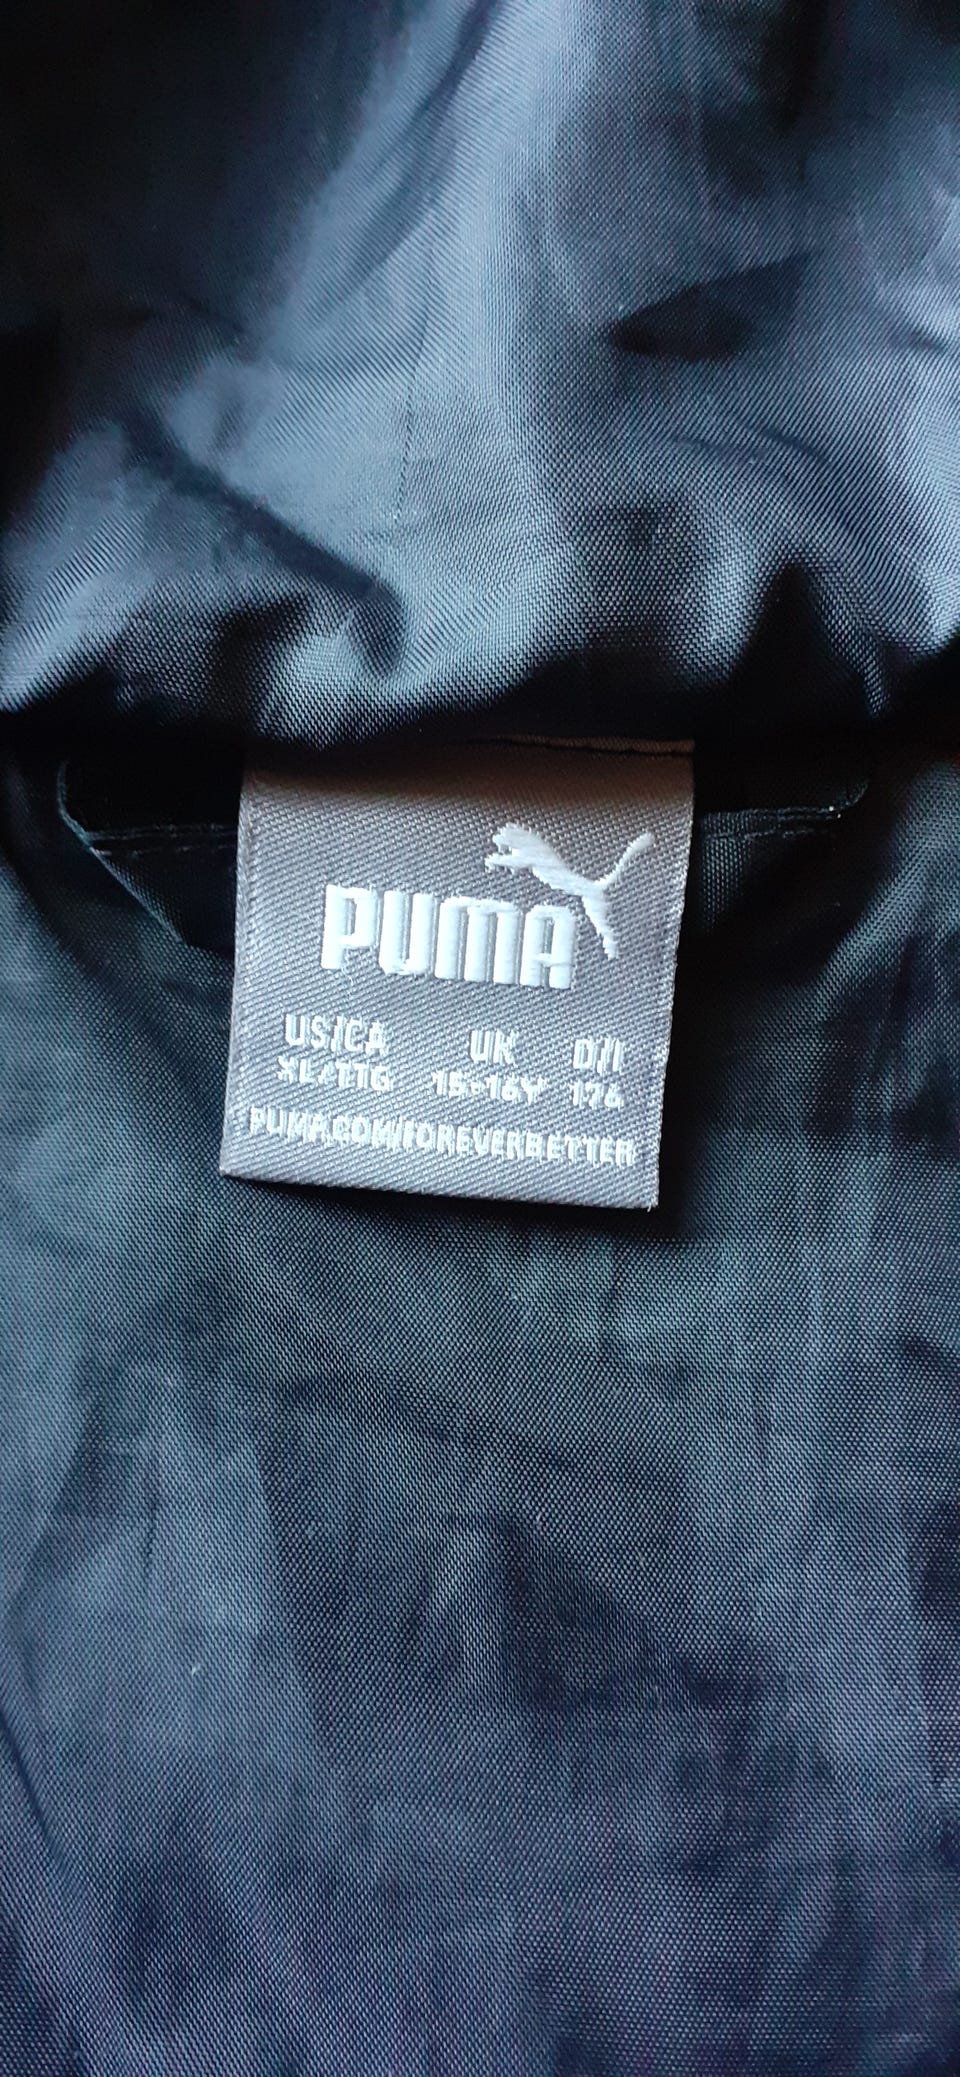 PUMA
US/CA UK D/I
XL/TTG 15-16Y 176
PUMA.COM/FOREVERBETTER